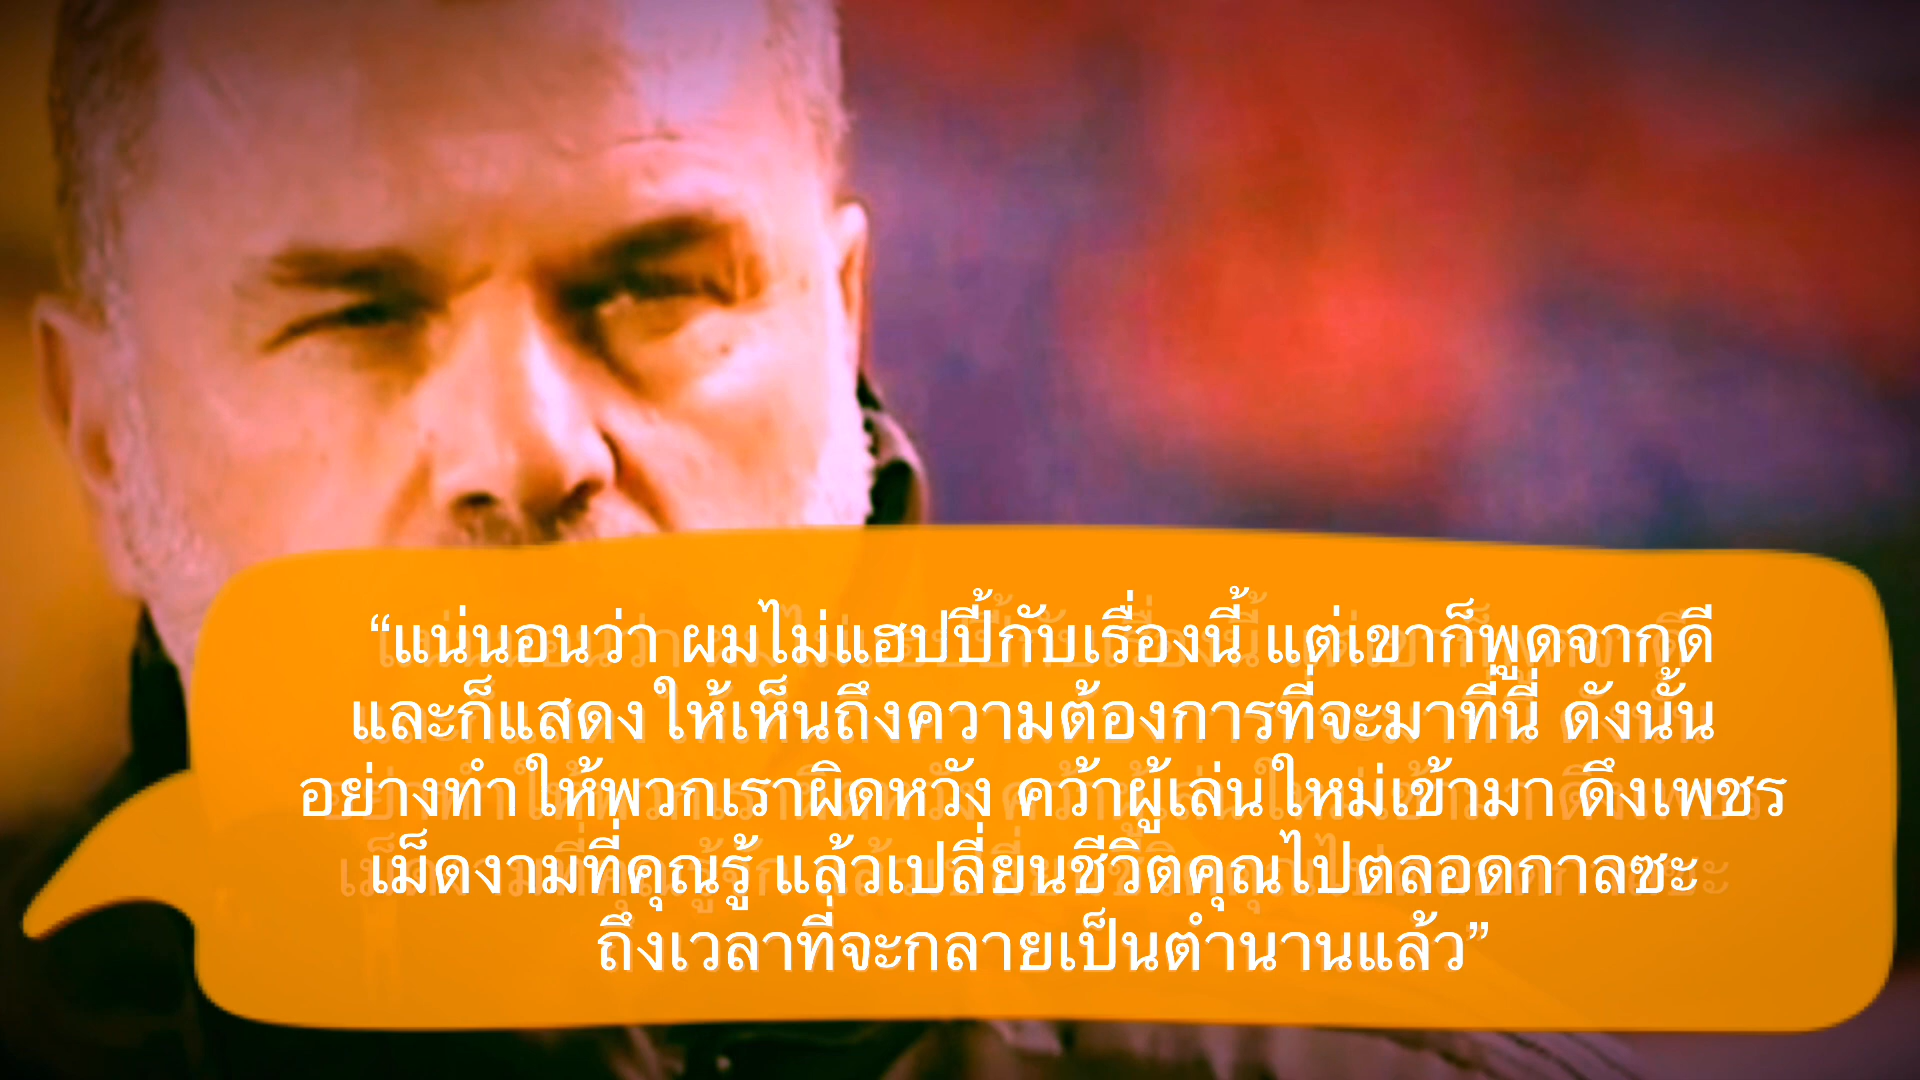 “แน่นอนว่า ผมไม่แฮปปี้กับเรื่องนี้ แต่เขาก็พูดจากดี
และก็แสดงให้เห็นถึงความต้องการที่จะมาที่นี่ ดังนั้น
อย่างทำให้พวกเราผิดหวัง คว้าผู้เล่นใหม่เข้ามา ดึงเพชร
เม็ดงามที่คุณรู้ แล้วเปลี่ยนชีวิตคุณไปตลอดกาลซะ
ถึงเวลาที่จะกลายเป็นตำนานแล้ว”